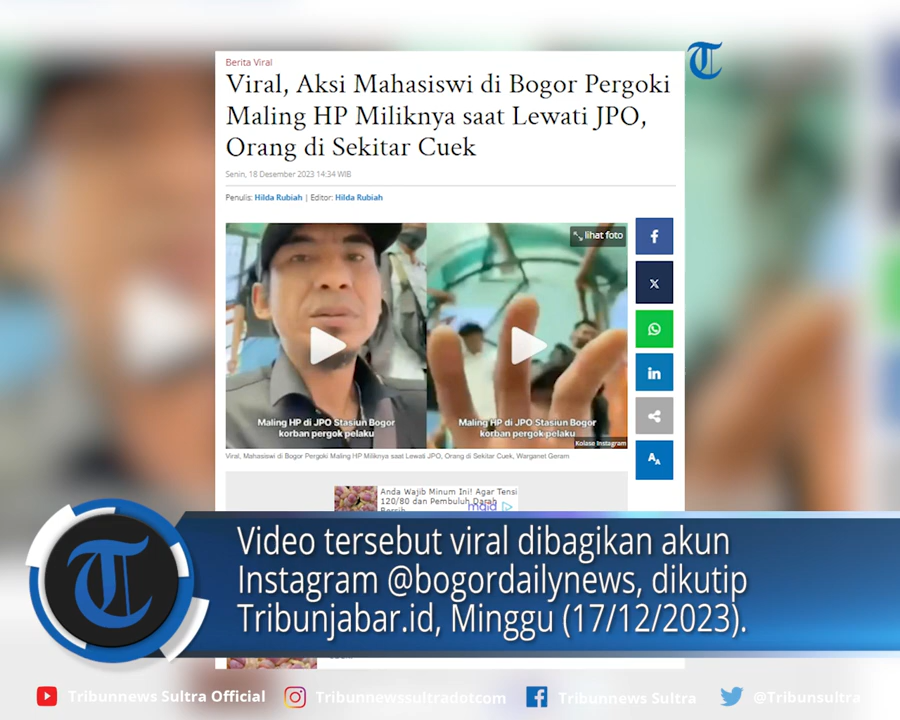 Berita Viral
Viral, Aksi Mahasiswi di Bogor Pergoki
Maling HP Miliknya saat Lewati JPO,
Orang di Sekitar Cuek
Senin, 18 Desember 2023 14:34 WIB
Penulis: Hilda Rubiah | Editor: Hilda Rubiah
lihat foto
Maling HP di JPO Stasiun Bogor
korban pergok pelaku
Maling HP di JPO Stasiun Bogor
korban pergok pelaku
Kolase Instagram
Viral, Mahasiswi di Bogor Pergoki Maling HP Miliknya saat Lewati JPO, Orang di Sekitar Cuek, Warganet Geram
Anda Wajib Minum Ini! Agar Tensi
120/80 dan Pembuluh Darah
Bersih
mgid
Video tersebut viral dibagikan akun
Instagram @bogordailynews, dikutip
Tribunjabar.id, Minggu (17/12/2023).
Tribunnews Sultra Official
Tribunnewssultradotcom
Tribunnews Sultra
@Tribunsultra